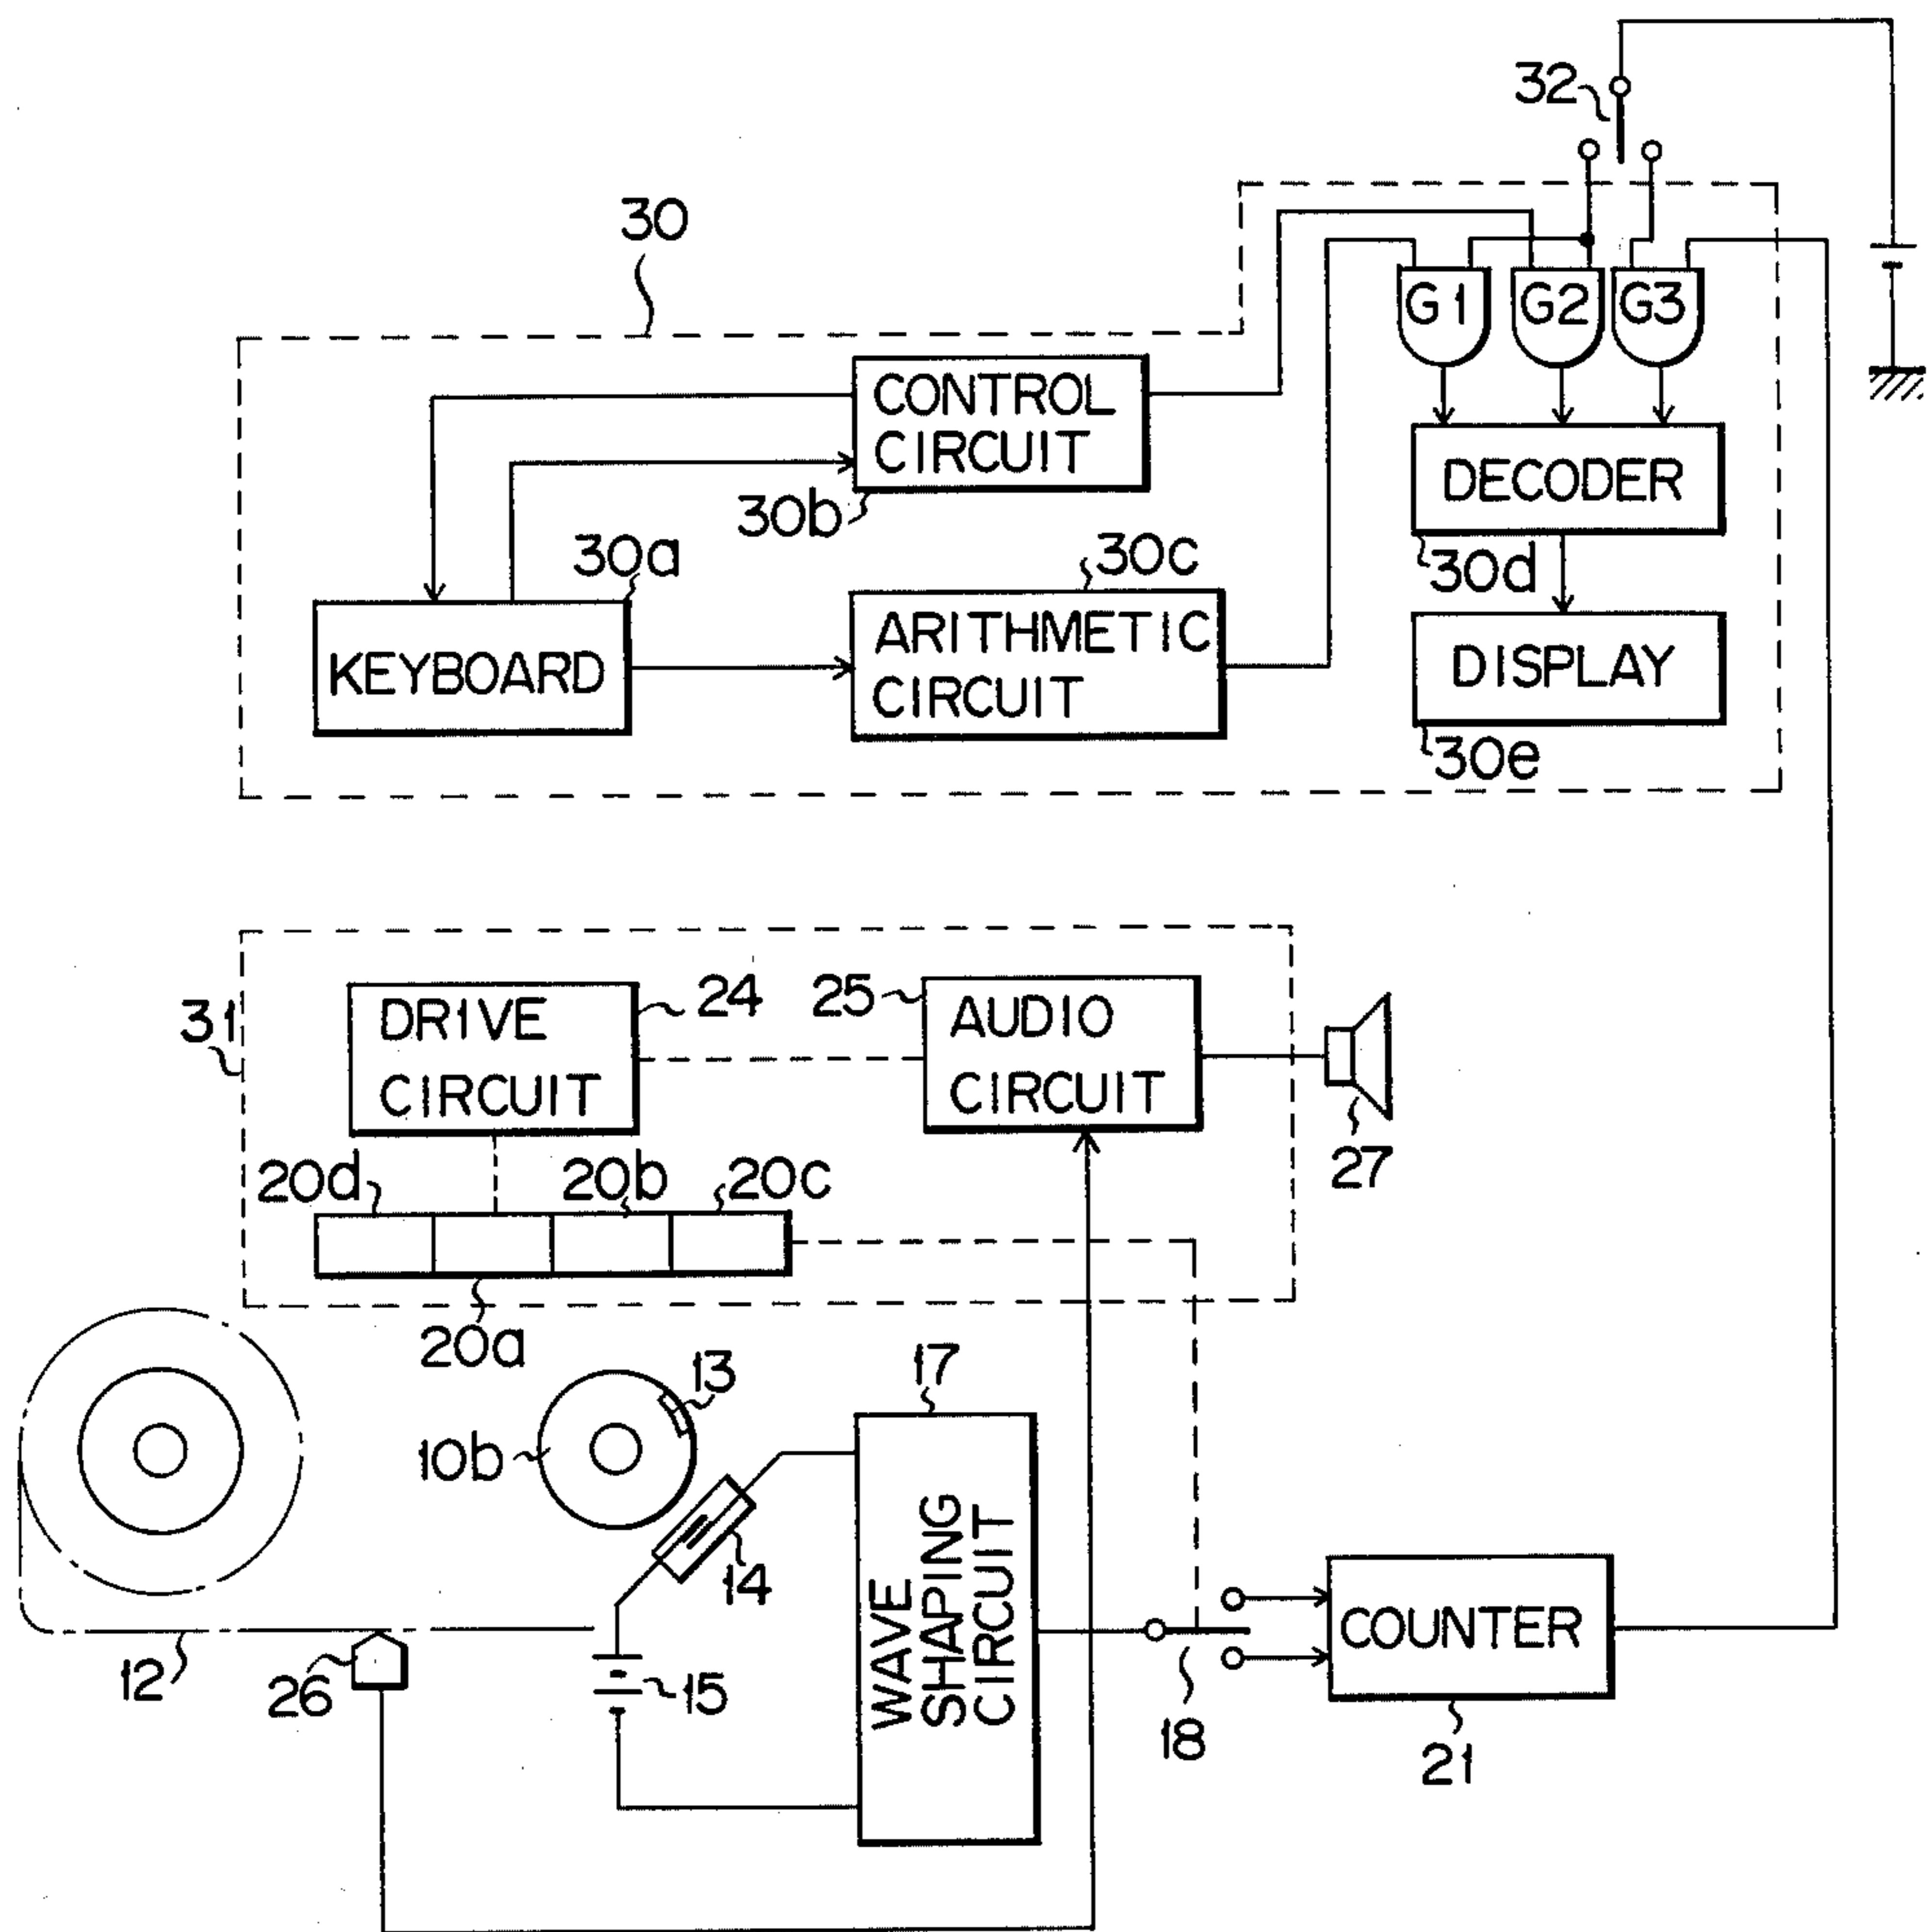 32
30
G1 G2 G3
CONTROL
CIRCUIT
30b
DECODER
30d
30a
30c
KEYBOARD
ARITHMETIC
CIRCUIT
DISPLAY
30e
31
DRIVE
CIRCUIT
24
25
AUDIO
CIRCUIT
27
20d
20b
20c
20a
13
10b
14
17
WAVE
SHAPING
CIRCUIT
12
26
15
18
COUNTER
21